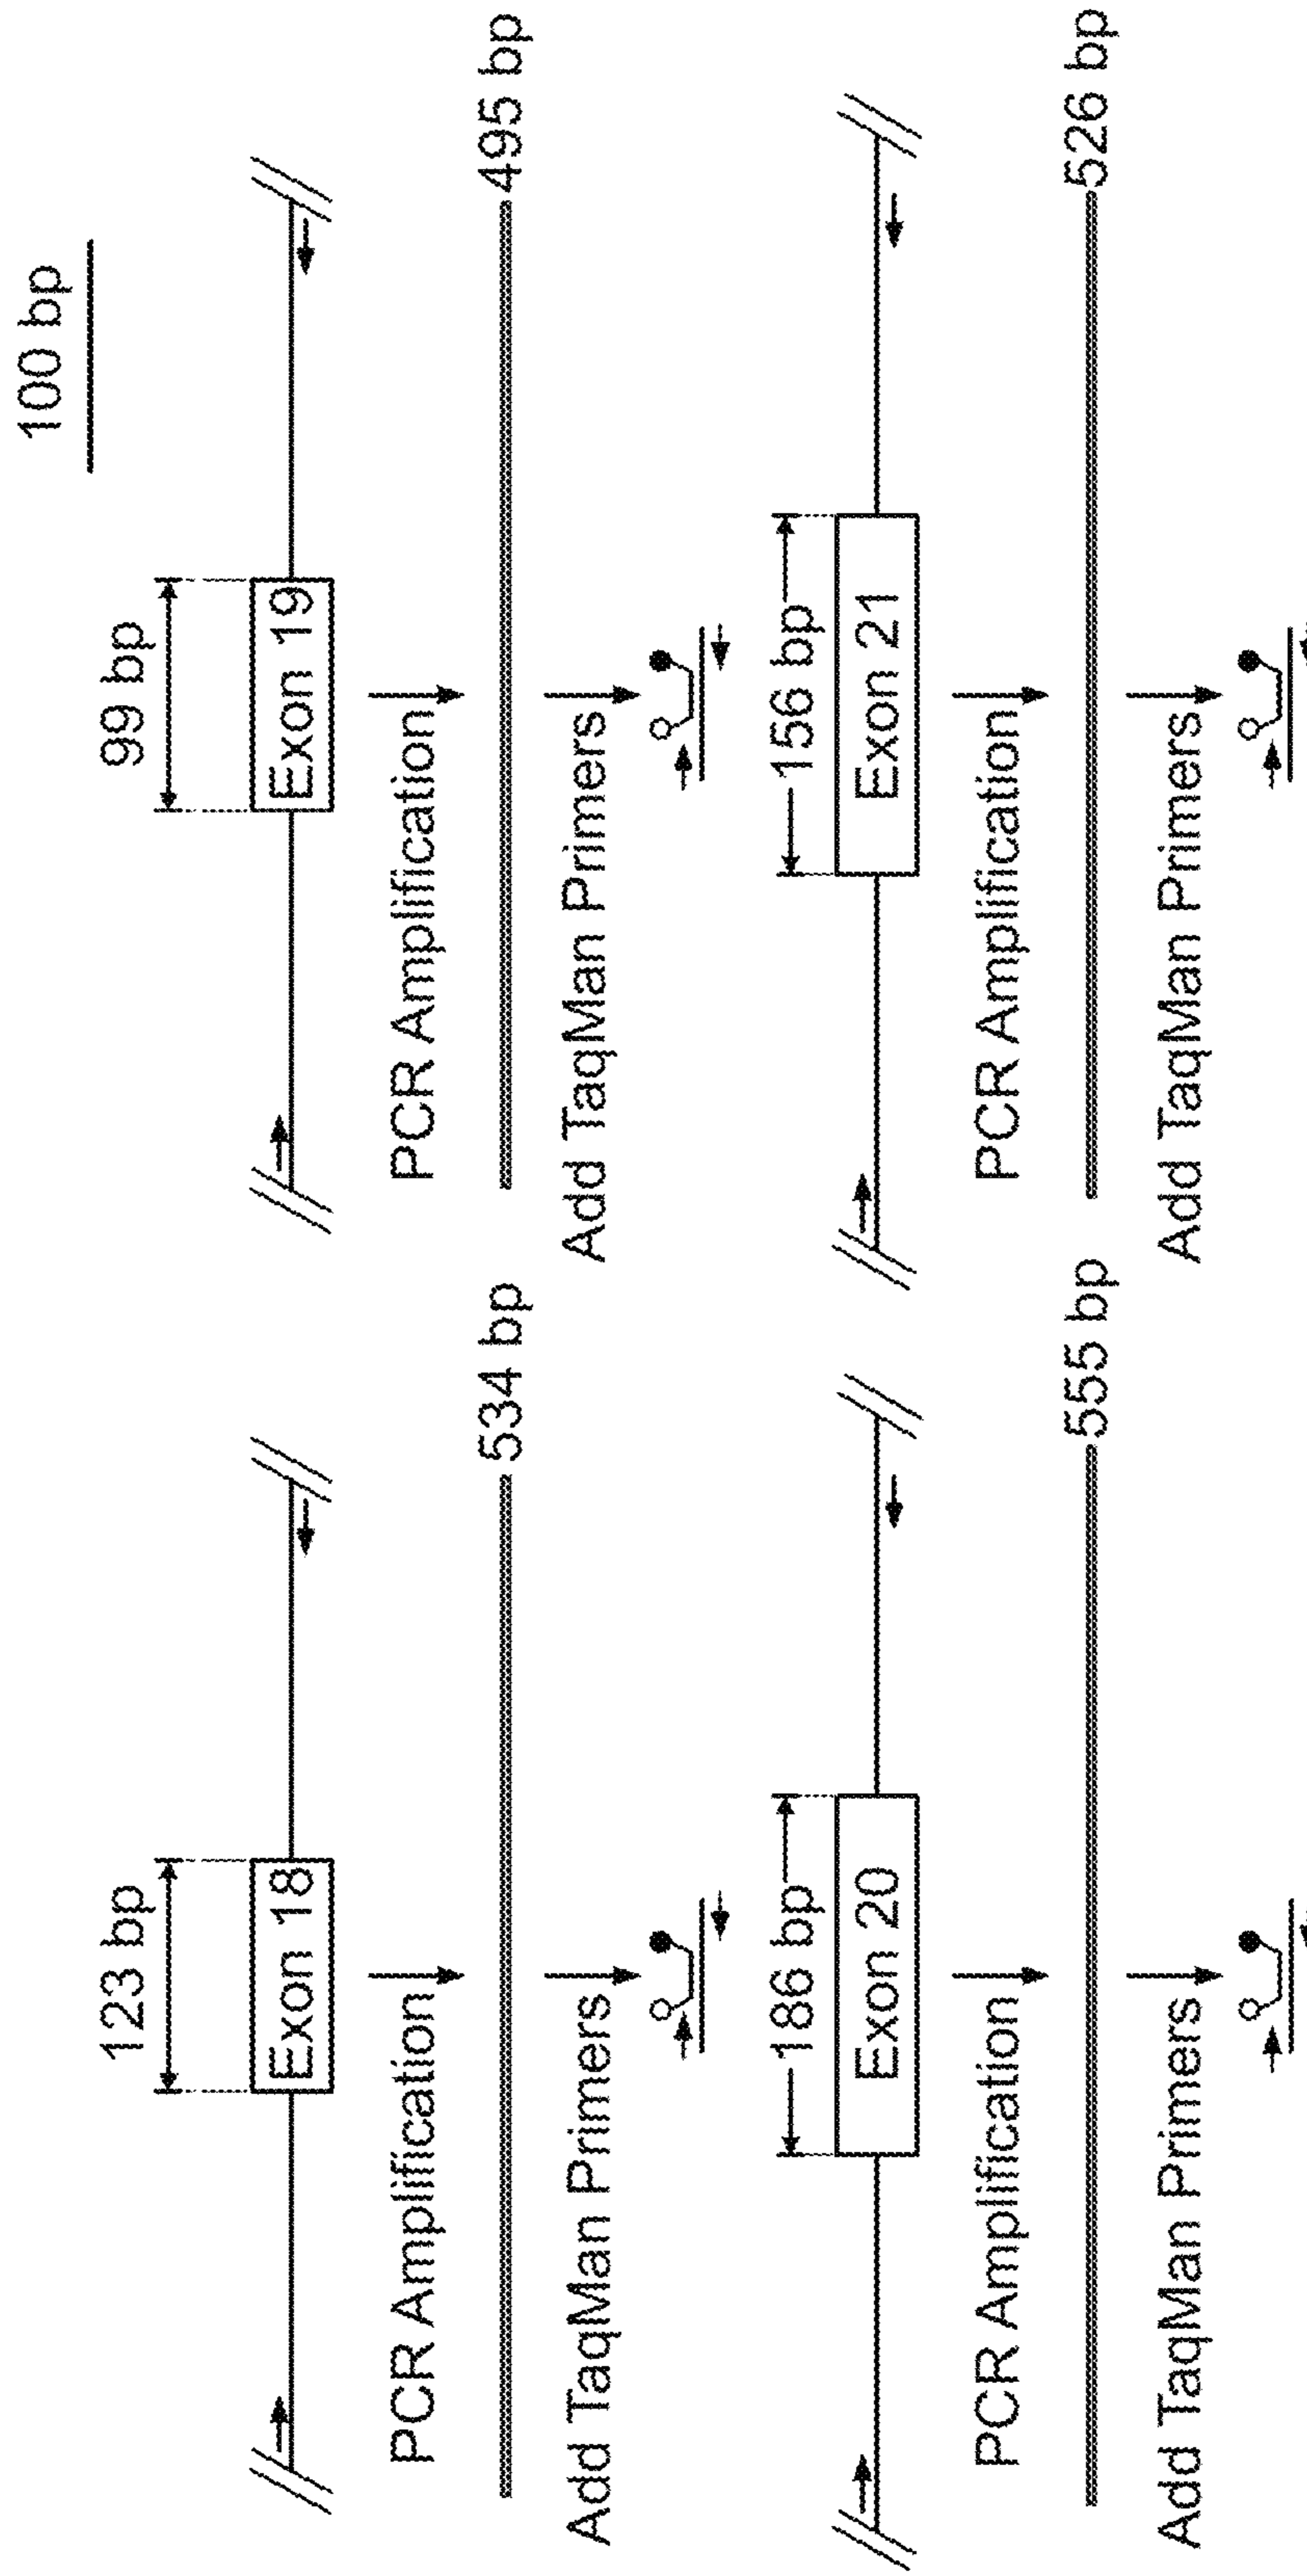 100 bp
123 bp
99 bp
Exon 18
Exon 19
PCR Amplification
PCR Amplification
534 bp
495 bp
Add TaqMan Primers
Add TaqMan Primers
186 bp
156 bp
Exon 20
Exon 21
PCR Amplification
PCR Amplification
555 bp
526 bp
Add TaqMan Primers
Add TaqMan Primers